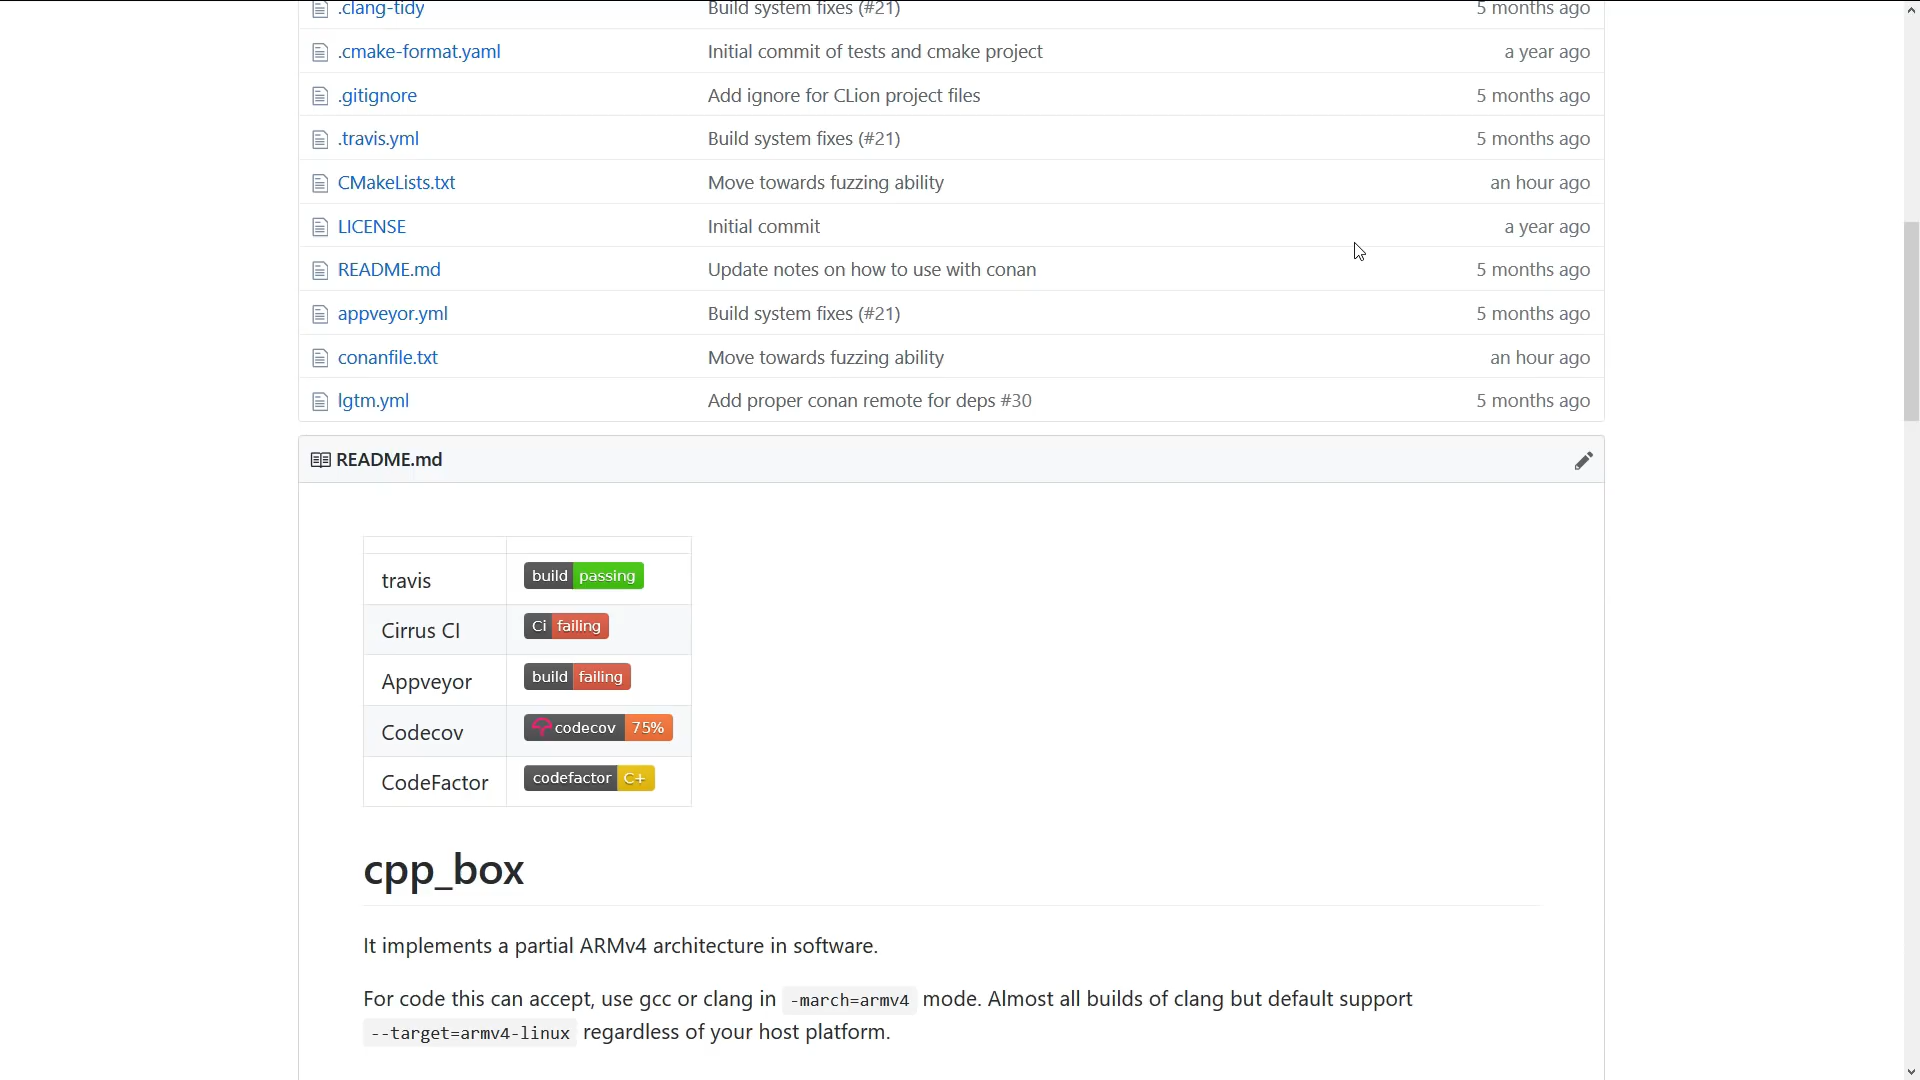 .clang-tidy Build system fixes (#21) 5 months ago
.cmake-format.yaml Initial commit of tests and cmake project a year ago
.gitignore Add ignore for CLion project files 5 months ago
.travis.yml Build system fixes (#21) 5 months ago
CMakeLists.txt Move towards fuzzing ability an hour ago
LICENSE Initial commit a year ago
README.md Update notes on how to use with conan 5 months ago
appveyor.yml Build system fixes (#21) 5 months ago
conanfile.txt Move towards fuzzing ability an hour ago
lgtm.yml Add proper conan remote for deps #30 5 months ago
README.md
travis build passing
Cirrus CI Ci failing
Appveyor build failing
Codecov codecov 75%
CodeFactor codefactor C+
cpp_box
It implements a partial ARMv4 architecture in software.
For code this can accept, use gcc or clang in -march=armv4 mode. Almost all builds of clang but default support
--target=armv4-linux regardless of your host platform.